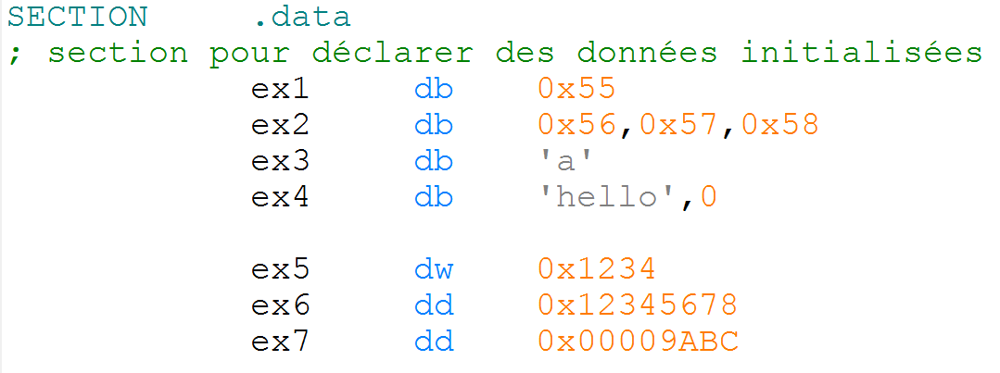 SECTION .data
; section pour déclarer des données initialisées
ex1 db 0x55
ex2 db 0x56,0x57,0x58
ex3 db 'a'
ex4 db 'hello',0
ex5 dw 0x1234
ex6 dd 0x12345678
ex7 dd 0x00009ABC